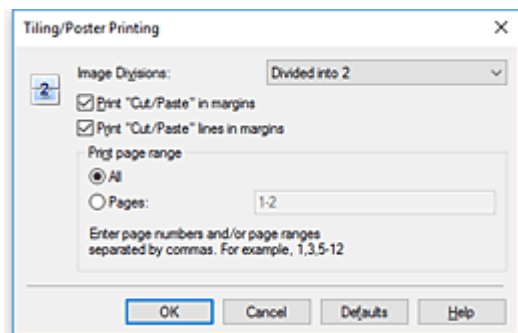 Tiling/Poster Printing
Image Divisions: Divided into 2
2
Print "Cut/Paste" in margins
Print "Cut/Paste" lines in margins
Print page range
All
Pages: 1-2
Enter page numbers and/or page ranges
separated by commas. For example, 1,3,5-12
OK Cancel Defaults Help